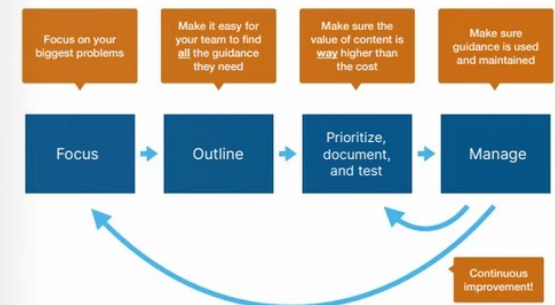 Focus on your
biggest problems
Make it easy for
your team to find
all the guidance
they need
Make sure the
value of content is
way higher than
the cost
Make sure
guidance is used
and maintained
Focus
Outline
Prioritize,
document,
and test
Manage
Continuous
improvement!